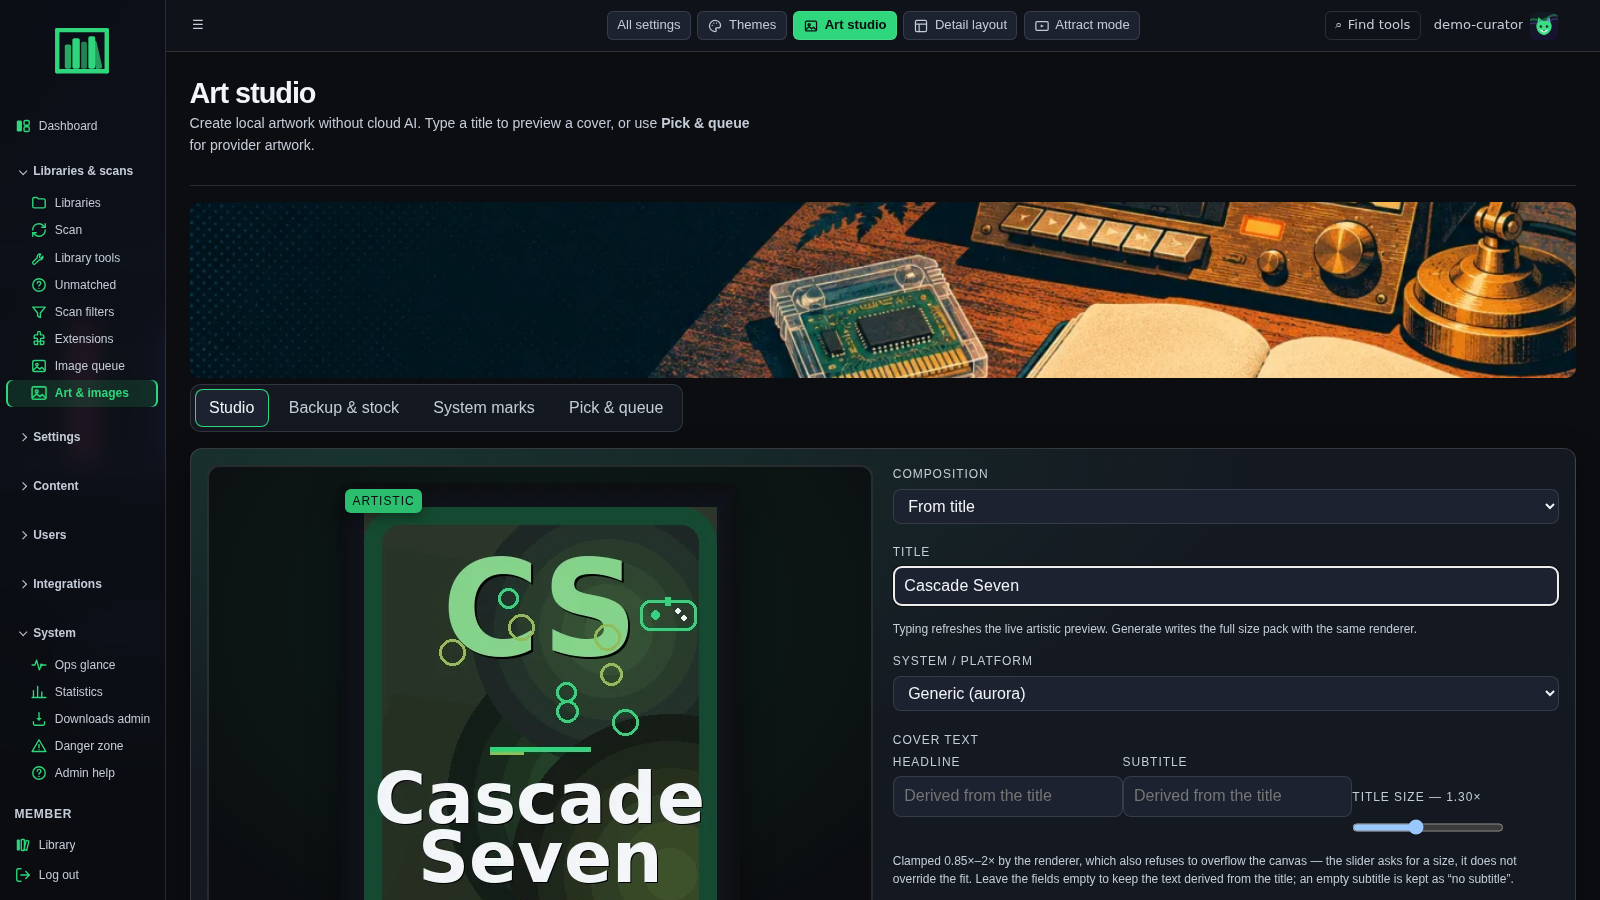 ☰
All settings
Themes
Art studio
Detail layout
Attract mode
Find tools
demo-curator
Dashboard
Libraries & scans
Libraries
Scan
Library tools
Unmatched
Scan filters
Extensions
Image queue
Art & images
Settings
Content
Users
Integrations
System
Ops glance
Statistics
Downloads admin
Danger zone
Admin help
MEMBER
Library
Log out
Art studio
Create local artwork without cloud AI. Type a title to preview a cover, or use Pick & queue
for provider artwork.
Studio
Backup & stock
System marks
Pick & queue
ARTISTIC
CS
Cascade
Seven
COMPOSITION
From title
TITLE
Cascade Seven
Typing refreshes the live artistic preview. Generate writes the full size pack with the same renderer.
SYSTEM / PLATFORM
Generic (aurora)
COVER TEXT
HEADLINE
SUBTITLE
Derived from the title
Derived from the title
TITLE SIZE — 1.30×
Clamped 0.85×–2× by the renderer, which also refuses to overflow the canvas — the slider asks for a size, it does not
override the fit. Leave the fields empty to keep the text derived from the title; an empty subtitle is kept as “no subtitle”.